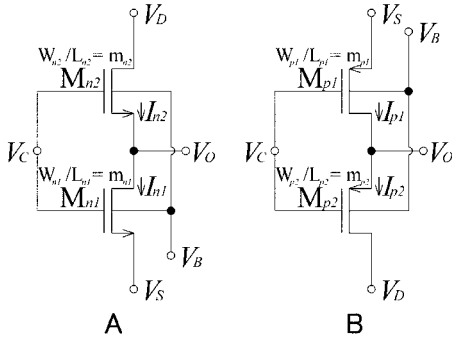 V_D
W_n2/L_n2= m_n2
M_n2
I_n2
V_C
V_O
W_n1/L_n1= m_n1
M_n1
I_n1
V_B
V_S
A
V_S
V_B
W_p1/L_p1= m_p1
M_p1
I_p1
V_C
V_O
W_p2/L_p2= m_p2
M_p2
I_p2
V_D
B